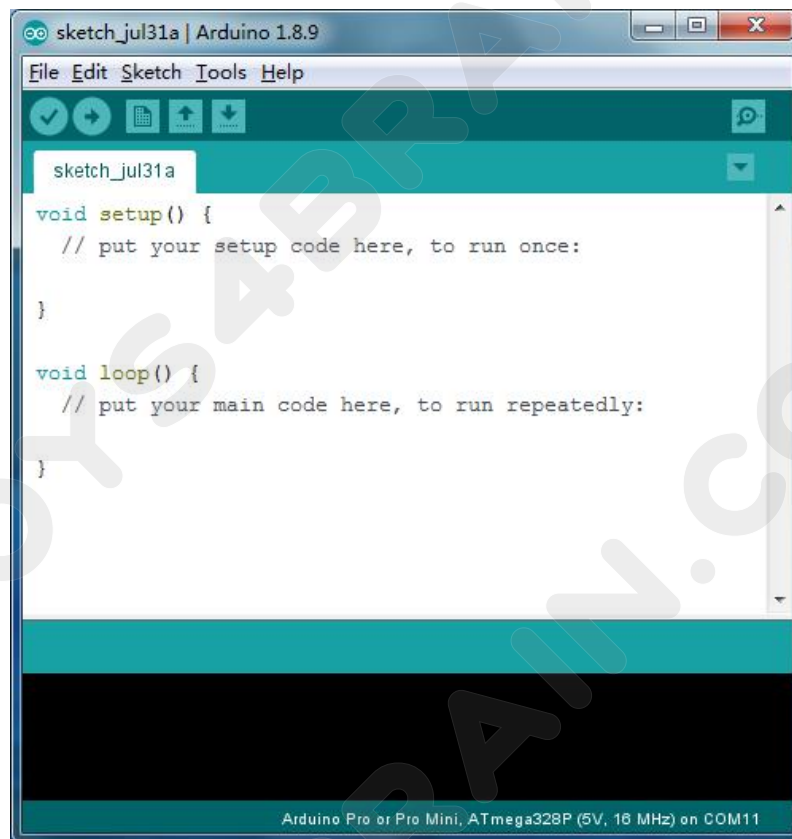 sketch_jul31a | Arduino 1.8.9
File Edit Sketch Tools Help
sketch_jul31a
void setup() {
  // put your setup code here, to run once:

}

void loop() {
  // put your main code here, to run repeatedly:

}
Arduino Pro or Pro Mini, ATmega328P (5V, 16 MHz) on COM11